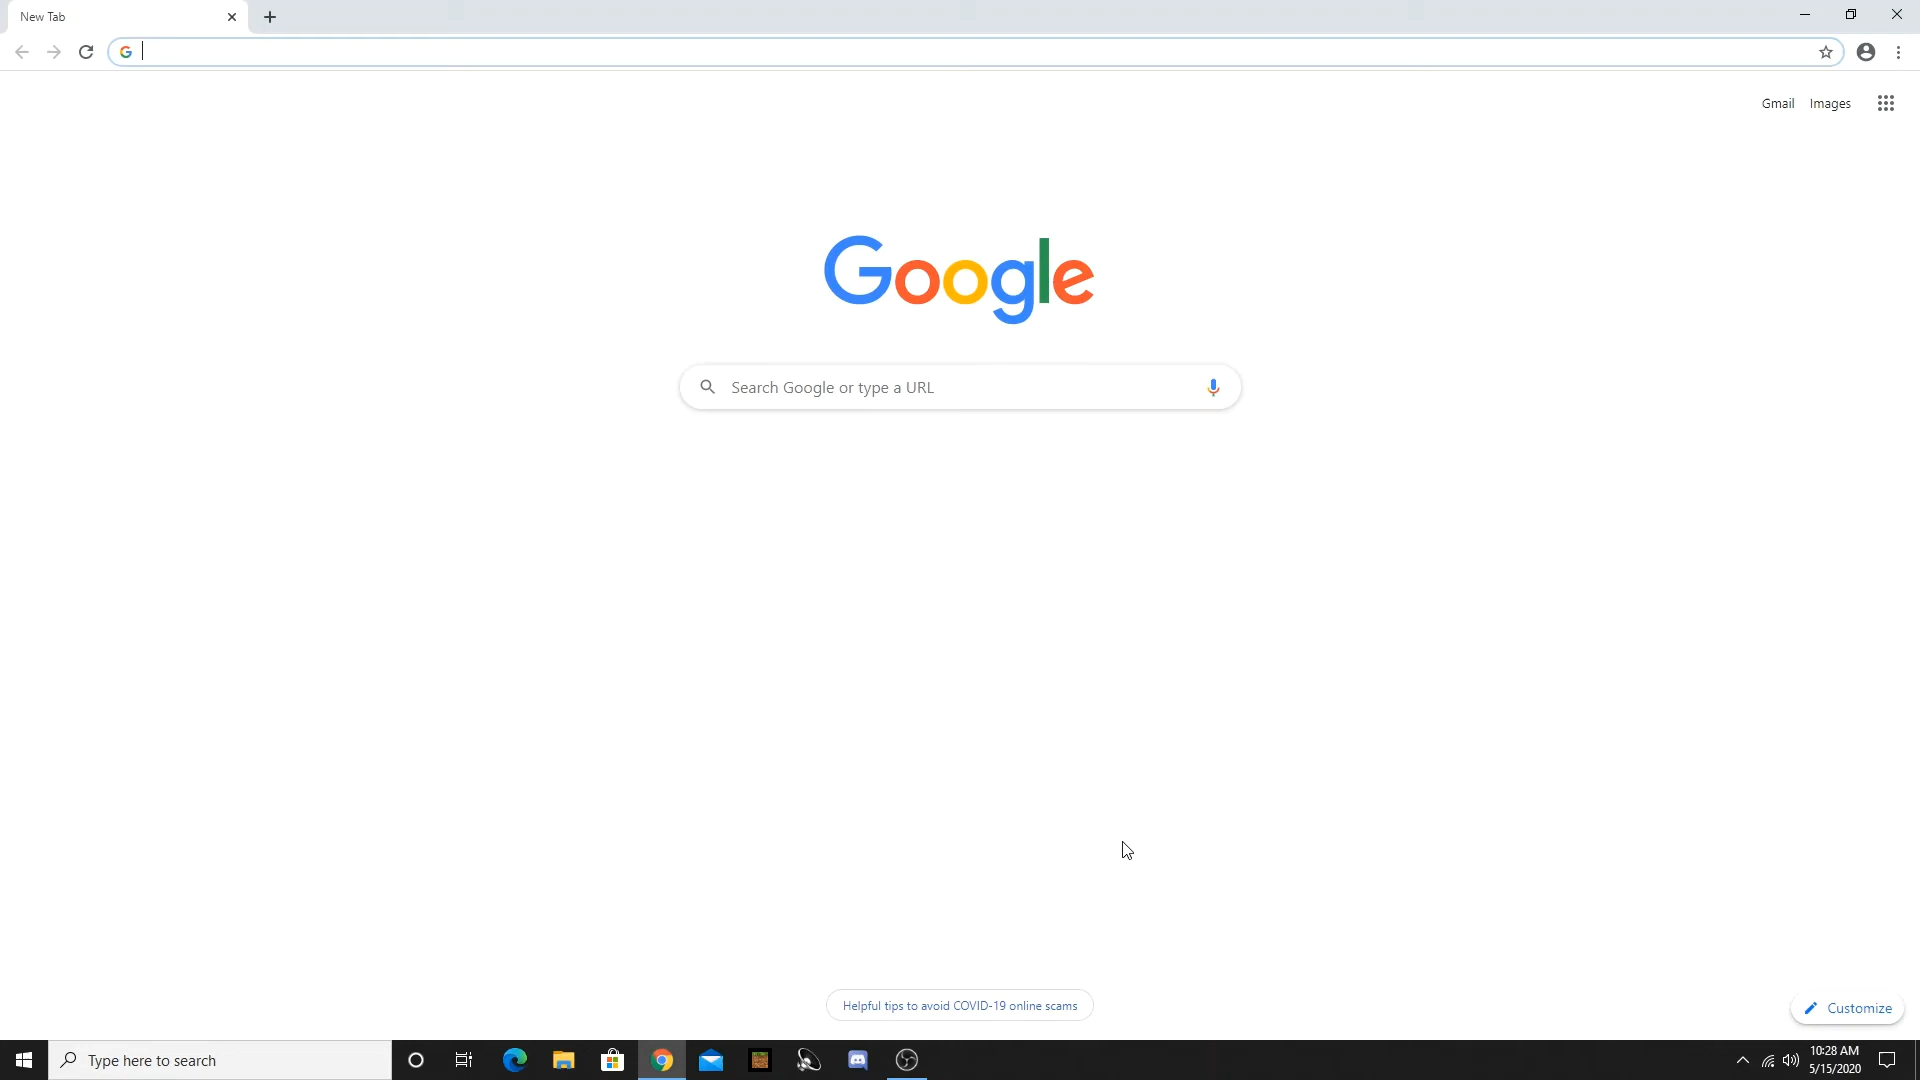 New Tab
Gmail Images
Google
Search Google or type a URL
Helpful tips to avoid COVID-19 online scams
Customize
Type here to search
10:28 AM
5/15/2020